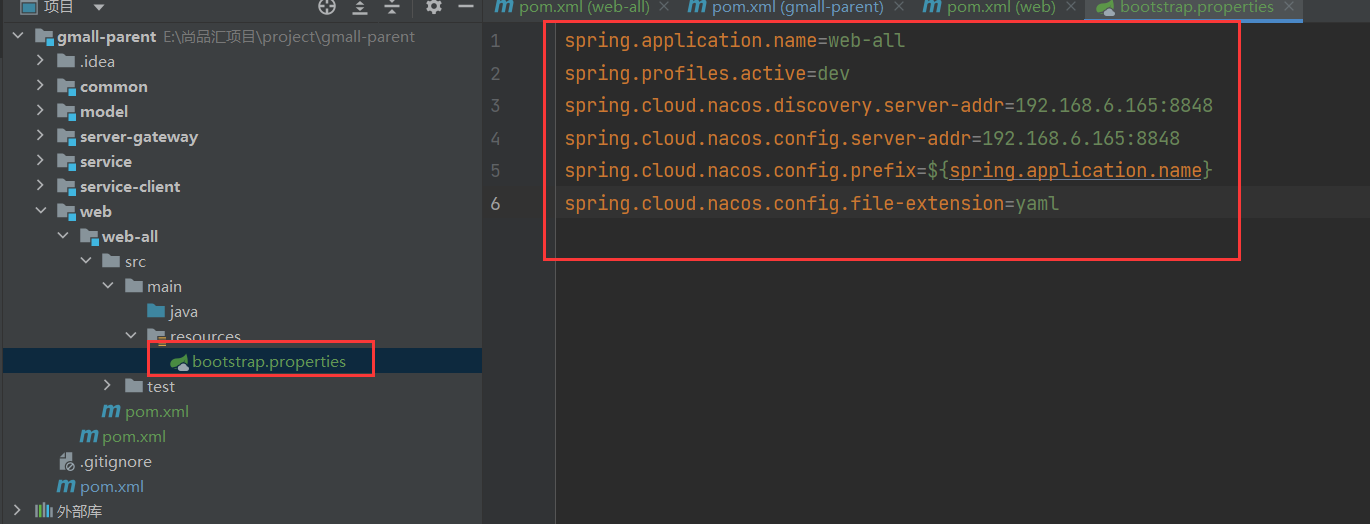 项目
pom.xml (web-all)
pom.xml (gmall-parent)
pom.xml (web)
bootstrap.properties
gmall-parent E:\尚品汇项目\project\gmall-parent
.idea
common
model
server-gateway
service
service-client
web
web-all
src
main
java
resources
bootstrap.properties
test
pom.xml
pom.xml
.gitignore
pom.xml
外部库
1 spring.application.name=web-all
2 spring.profiles.active=dev
3 spring.cloud.nacos.discovery.server-addr=192.168.6.165:8848
4 spring.cloud.nacos.config.server-addr=192.168.6.165:8848
5 spring.cloud.nacos.config.prefix=${spring.application.name}
6 spring.cloud.nacos.config.file-extension=yaml